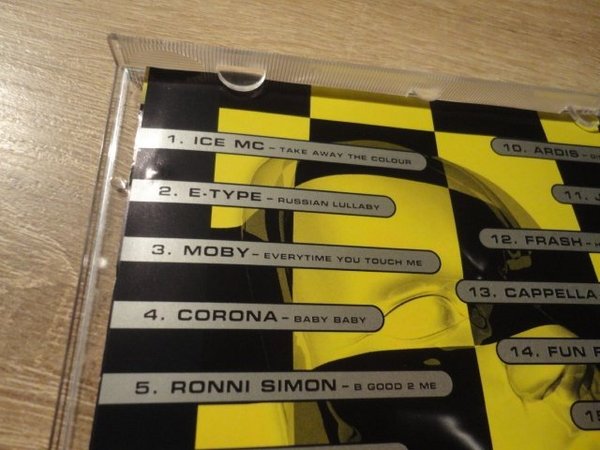 1. ICE MC - TAKE AWAY THE COLOUR
2. E-TYPE - RUSSIAN LULLABY
3. MOBY - EVERYTIME YOU TOUCH ME
4. CORONA - BABY BABY
5. RONNI SIMON - B GOOD 2 ME
10. ARDIS -
11.
12. FRASH -
13. CAPPELLA
14. FUN